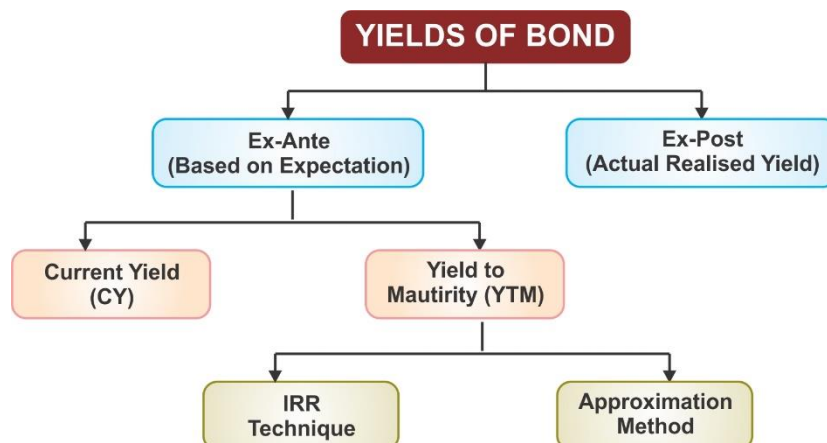 YIELDS OF BOND
Ex-Ante
(Based on Expectation)
Ex-Post
(Actual Realised Yield)
Current Yield
(CY)
Yield to
Mautirity (YTM)
IRR
Technique
Approximation
Method